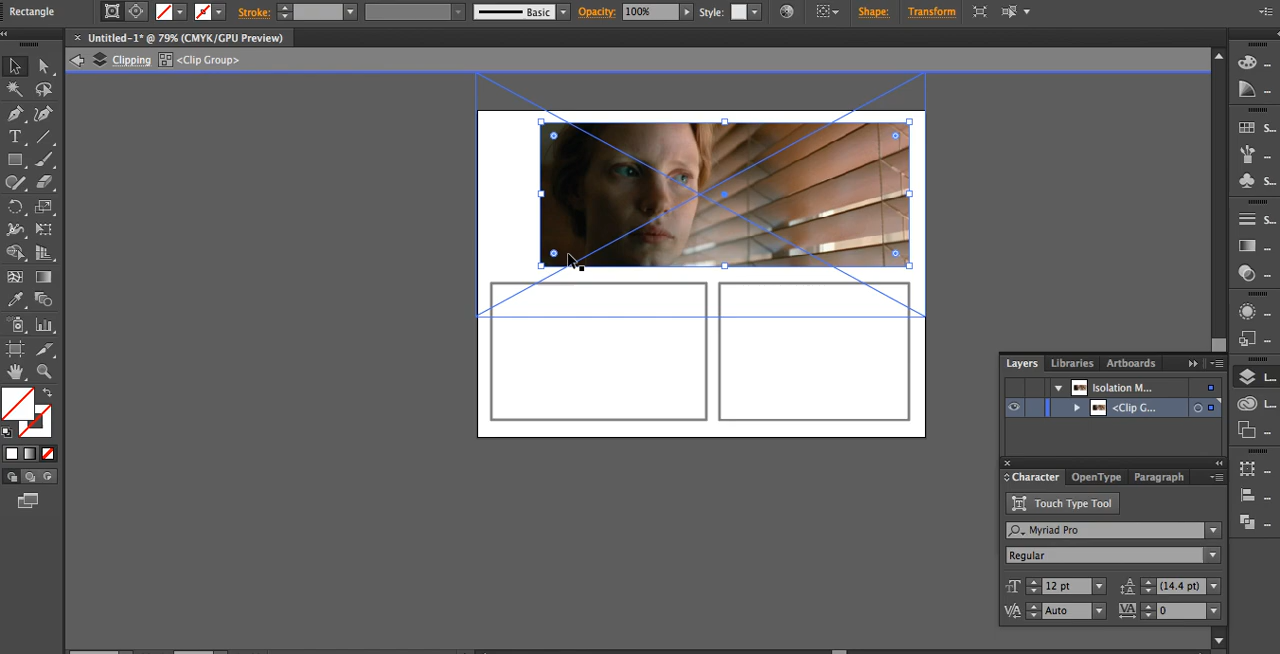 Rectangle Stroke: Basic Opacity: 100% Style: Shape: Transform
× Untitled-1* @ 79% (CMYK/GPU Preview)
Clipping <Clip Group>
Layers Libraries Artboards
Isolation M...
<Clip G...
Character OpenType Paragraph
Touch Type Tool
Myriad Pro
Regular
12 pt (14.4 pt)
Auto 0
S...
S...
S...
L...
L...